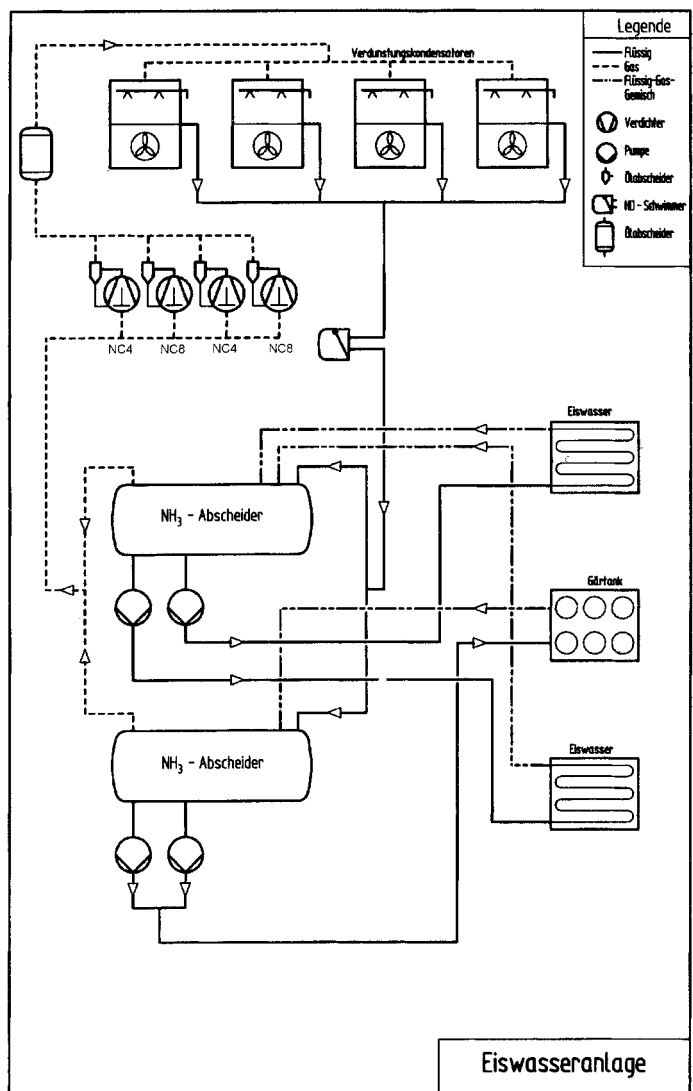 Legende
Flüssig
Gas
Flüssig-Gas-
Gemisch
Verdichter
Pumpe
Ölabscheider
ND - Schwimmer
Ölabscheider
Verdunstungskondensatoren
NC4
NC8
NC4
NC8
Eiswasser
NH₃ - Abscheider
Gärtank
NH₃ - Abscheider
Eiswasser
Eiswasseranlage